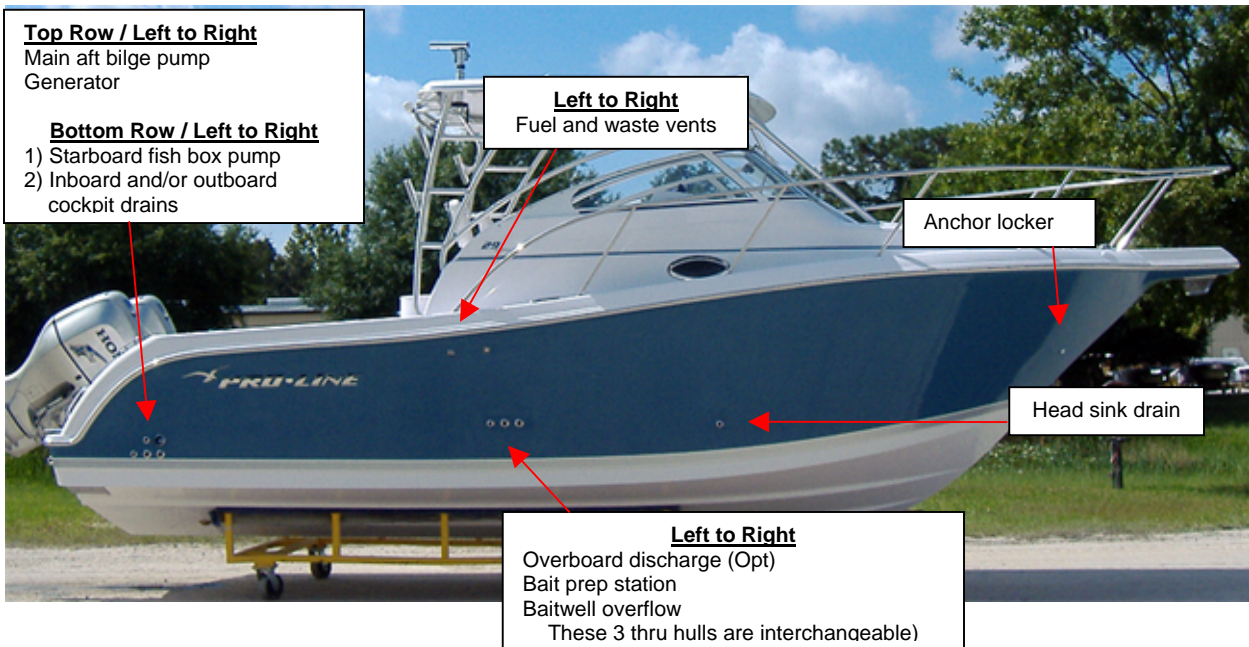 Top Row / Left to Right
Main aft bilge pump
Generator
Bottom Row / Left to Right
1) Starboard fish box pump
2) Inboard and/or outboard
cockpit drains
Left to Right
Fuel and waste vents
Anchor locker
29
HON
PRO-LINE
Head sink drain
Left to Right
Overboard discharge (Opt)
Bait prep station
Baitwell overflow
These 3 thru hulls are interchangeable)